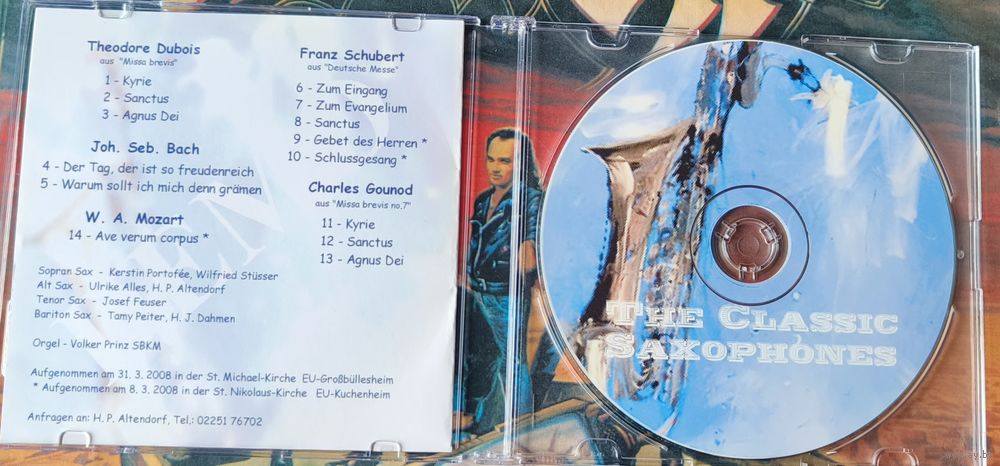 Theodore Dubois
aus "Missa brevis"
1 - Kyrie
2 - Sanctus
3 - Agnus Dei
Joh. Seb. Bach
4 - Der Tag, der ist so freudenreich
5 - Warum sollt ich mich denn grämen
W. A. Mozart
14 - Ave verum corpus *
Franz Schubert
aus "Deutsche Messe"
6 - Zum Eingang
7 - Zum Evangelium
8 - Sanctus
9 - Gebet des Herren *
10 - Schlussgesang *
Charles Gounod
aus "Missa brevis no.7"
11 - Kyrie
12 - Sanctus
13 - Agnus Dei
Sopran Sax - Kerstin Portofée, Wilfried Stüsser
Alt Sax - Ulrike Alles, H. P. Altendorf
Tenor Sax - Josef Feuser
Bariton Sax - Tamy Peiter, H. J. Dahmen
Orgel - Volker Prinz SBKM
Aufgenommen am 31. 3. 2008 in der St. Michael-Kirche EU-Großbüllesheim
* Aufgenommen am 8. 3. 2008 in der St. Nikolaus-Kirche EU-Kuchenheim
Anfragen an: H. P. Altendorf, Tel.: 02251 76702
THE CLASSIC
SAXOPHONES